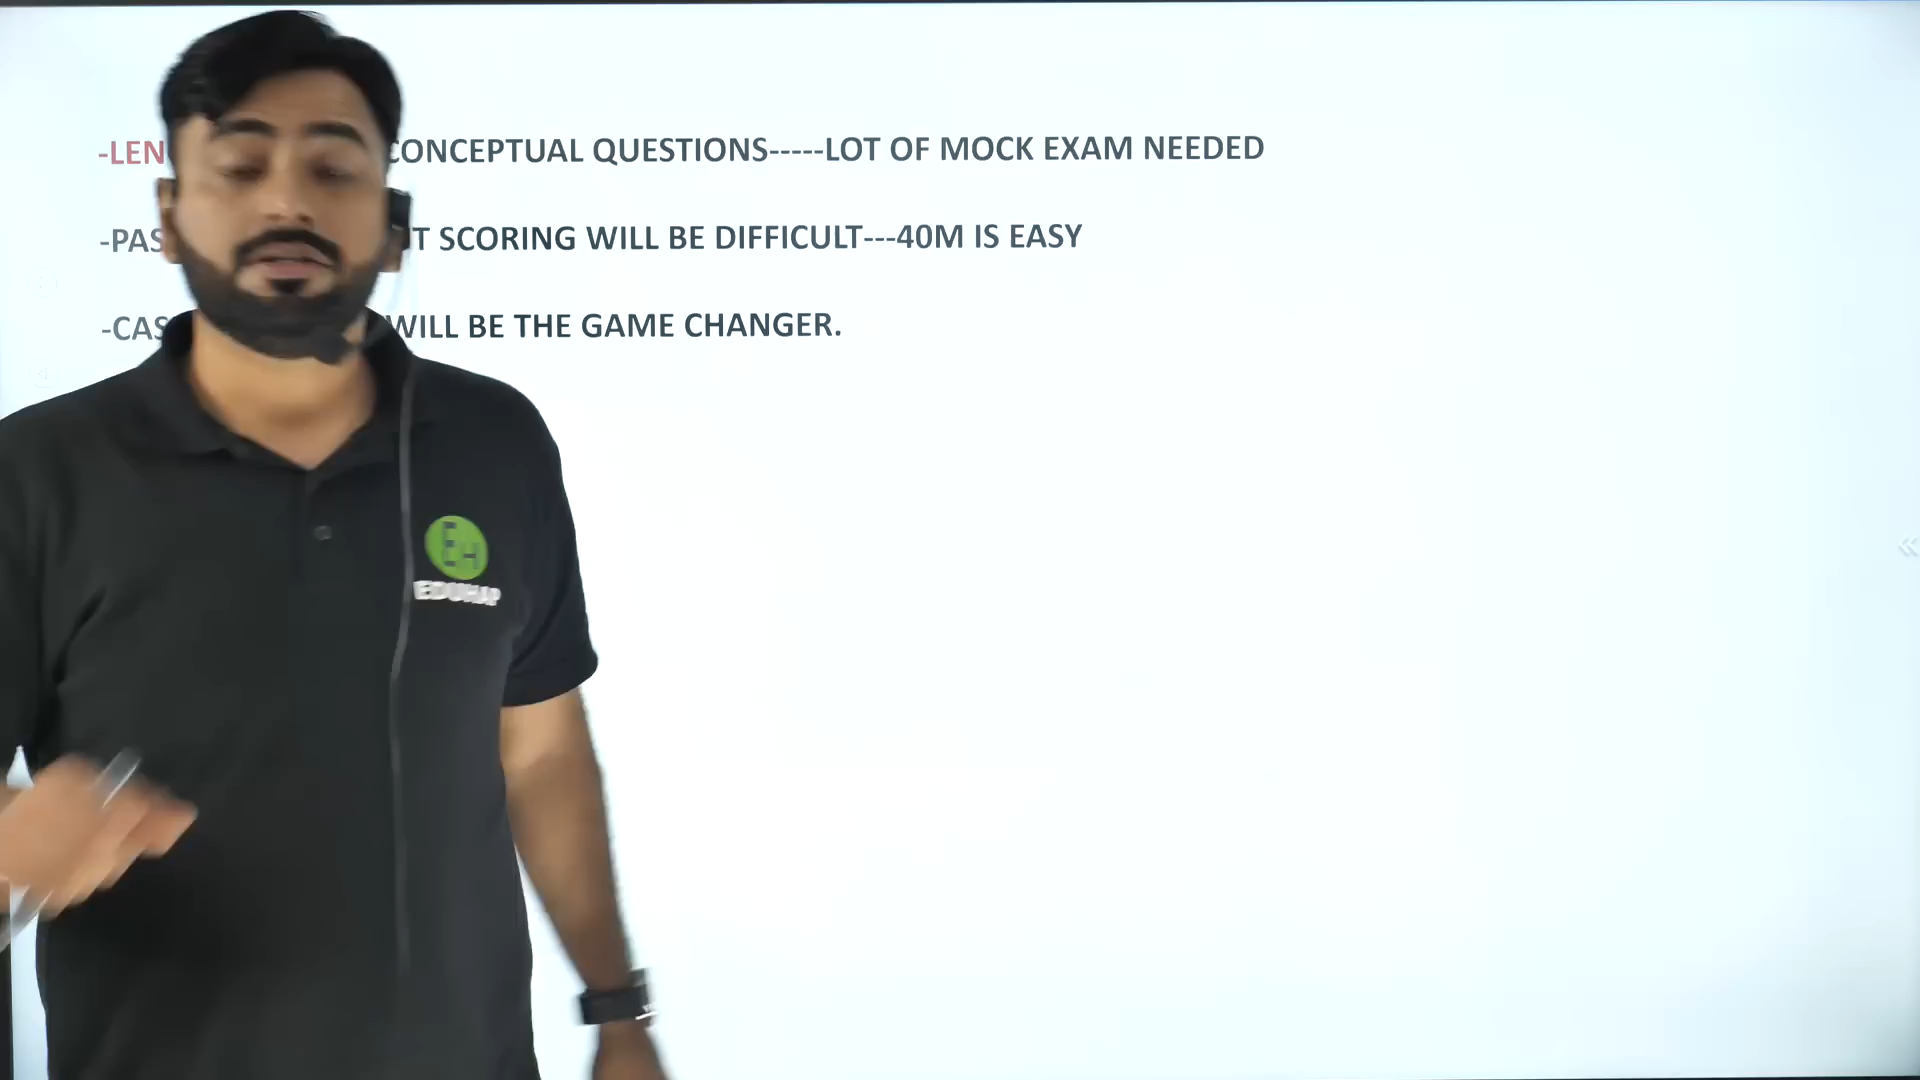 -LEN CONCEPTUAL QUESTIONS-----LOT OF MOCK EXAM NEEDED
-PAS T SCORING WILL BE DIFFICULT---40M IS EASY
-CAS WILL BE THE GAME CHANGER.
EH
EDUHAP